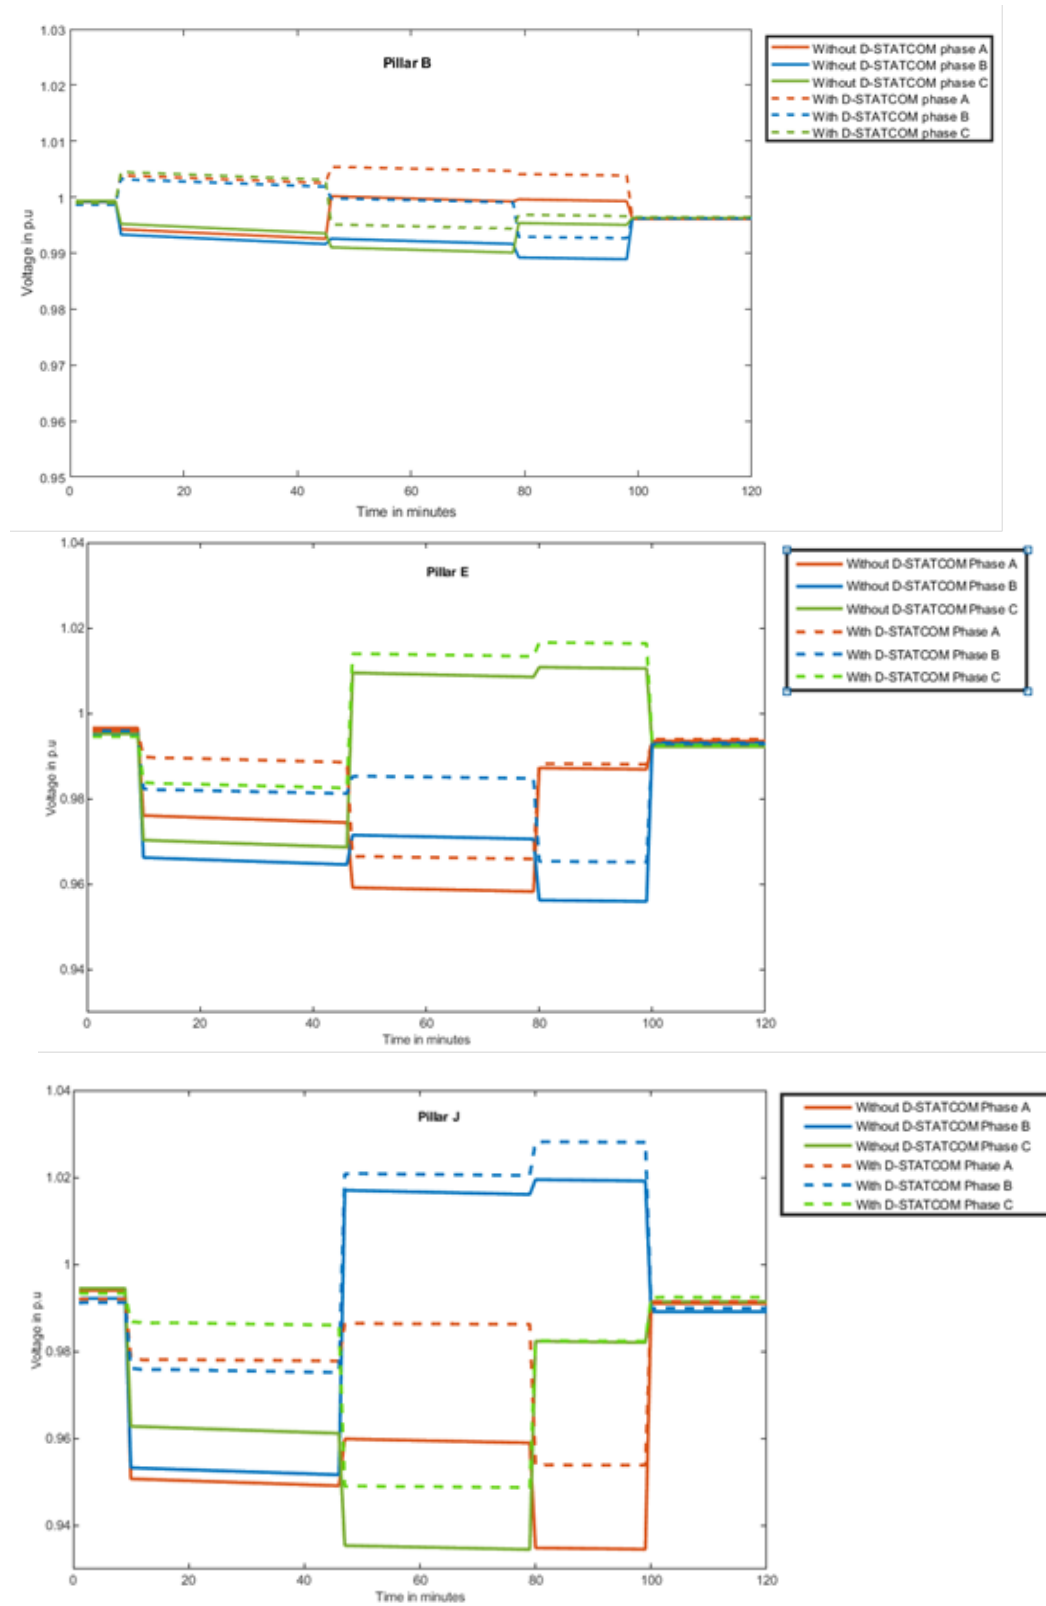 Pillar B
1.03
1.02
1.01
1
0.99
0.98
0.97
0.96
0.95
Voltage in p.u
0 20 40 60 80 100 120
Time in minutes
Without D-STATCOM phase A
Without D-STATCOM phase B
Without D-STATCOM phase C
With D-STATCOM phase A
With D-STATCOM phase B
With D-STATCOM phase C
Pillar E
1.04
1.02
1
0.98
0.96
0.94
Voltage in p.u
0 20 40 60 80 100 120
Time in minutes
Without D-STATCOM Phase A
Without D-STATCOM Phase B
Without D-STATCOM Phase C
With D-STATCOM Phase A
With D-STATCOM Phase B
With D-STATCOM Phase C
Pillar J
1.04
1.02
1
0.98
0.96
0.94
Voltage in p.u
0 20 40 60 80 100 120
Time in minutes
Without D-STATCOM Phase A
Without D-STATCOM Phase B
Without D-STATCOM Phase C
With D-STATCOM Phase A
With D-STATCOM Phase B
With D-STATCOM Phase C